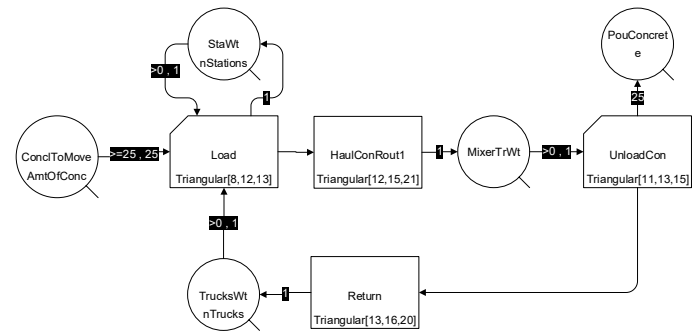 StaWt
nStations
PouConcret
e
>0 , 1
1
25
ConclToMove
AmtOfConc
>=25 , 25
Load
Triangular[8,12,13]
HaulConRout1
Triangular[12,15,21]
1
MixerTrWt
>0 , 1
UnloadCon
Triangular[11,13,15]
>0 , 1
TrucksWt
nTrucks
1
Return
Triangular[13,16,20]